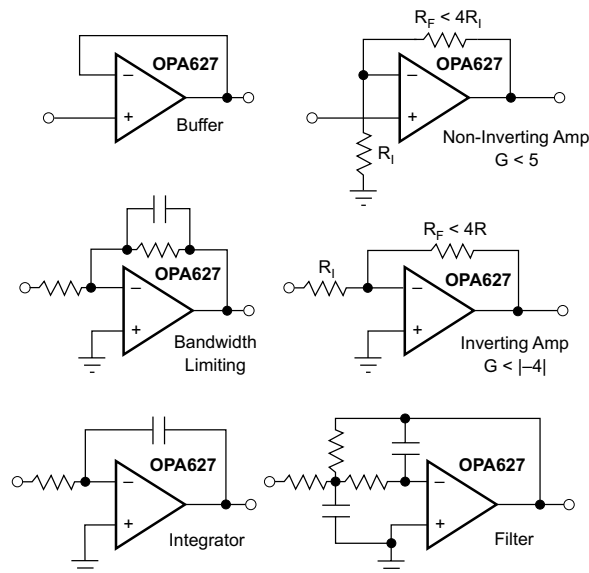 OPA627
−
+
Buffer
R_F < 4R_I
OPA627
−
+
R_I
Non-Inverting Amp
G < 5
OPA627
−
+
Bandwidth
Limiting
R_F < 4R
R_I
OPA627
−
+
Inverting Amp
G < |–4|
OPA627
−
+
Integrator
OPA627
−
+
Filter